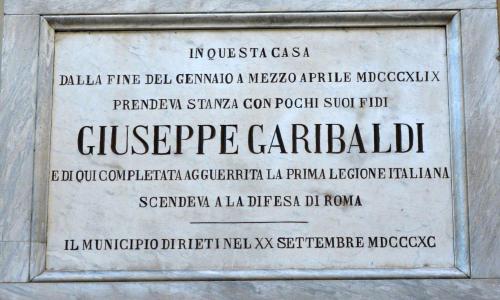 IN QUESTA CASA
DALLA FINE DEL GENNAIO A MEZZO APRILE MDCCCXLIX
PRENDEVA STANZA CON POCHI SUOI FIDI
GIUSEPPE GARIBALDI
E DI QUI COMPLETATA AGGUERRITA LA PRIMA LEGIONE ITALIANA
SCENDEVA A LA DIFESA DI ROMA
IL MUNICIPIO DI RIETI NEL XX SETTEMBRE MDCCCXC